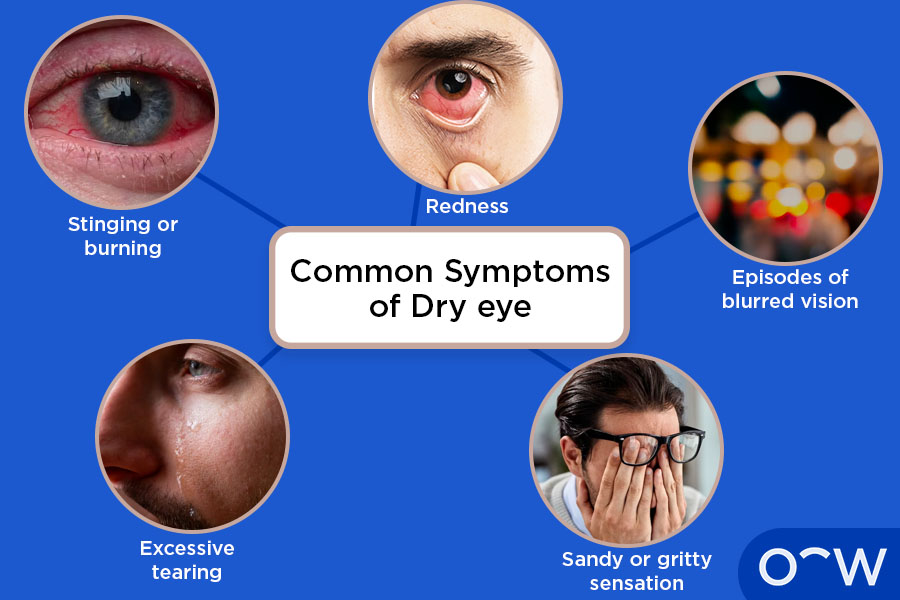 Stinging or
burning
Redness
Episodes of
blurred vision
Common Symptoms
of Dry eye
Excessive
tearing
Sandy or gritty
sensation